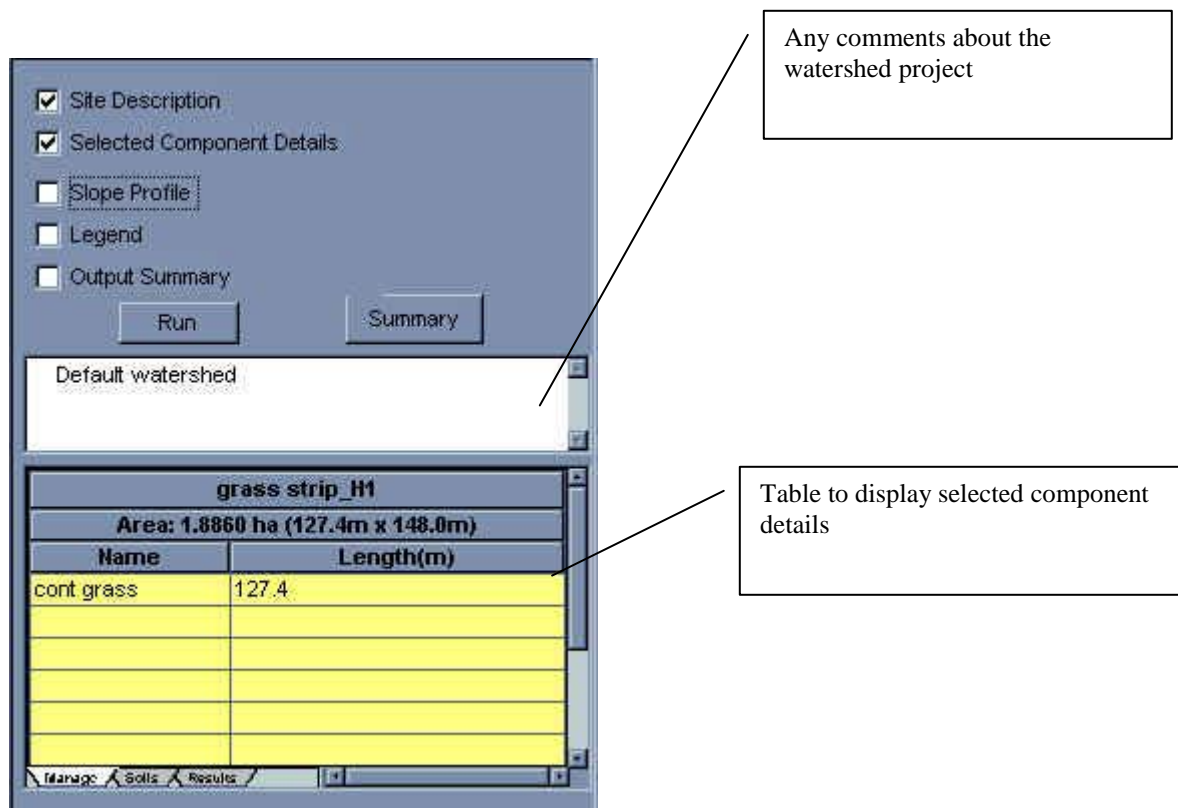 Any comments about the
watershed project
Site Description
Selected Component Details
Slope Profile
Legend
Output Summary
Run
Summary
Default watershed
grass strip_H1
Area: 1.8860 ha (127.4m x 148.0m)
Name Length(m)
cont grass 127.4
Table to display selected component
details
Manage Soils Results